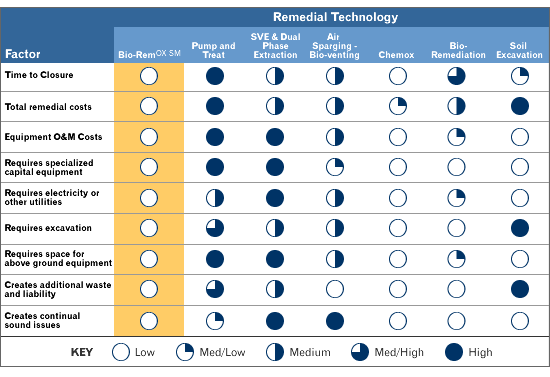 Remedial Technology
Factor
Bio-Rem OX SM
Pump and
Treat
SVE & Dual
Phase
Extraction
Air
Sparging -
Bio-venting
Chemox
Bio-
Remediation
Soil
Excavation
Time to Closure
Total remedial costs
Equipment O&M Costs
Requires specialized
capital equipment
Requires electricity or
other utilities
Requires excavation
Requires space for
above ground equipment
Creates additional waste
and liability
Creates continual
sound issues
KEY Low Med/Low Medium Med/High High